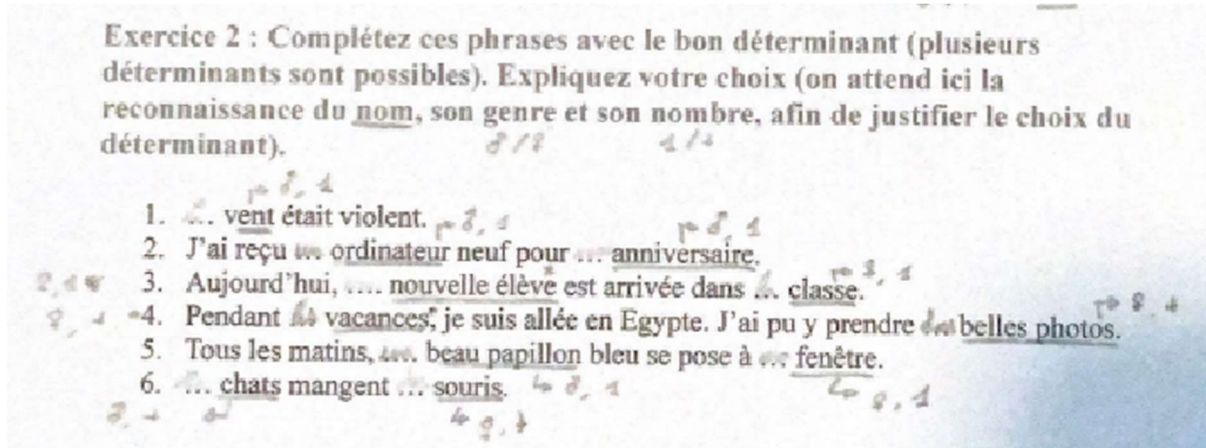 Exercice 2 : Complétez ces phrases avec le bon déterminant (plusieurs
déterminants sont possibles). Expliquez votre choix (on attend ici la
reconnaissance du nom, son genre et son nombre, afin de justifier le choix du
déterminant).
1. ... vent était violent.
2. J'ai reçu un ordinateur neuf pour ... anniversaire.
3. Aujourd'hui, .... nouvelle élève est arrivée dans ... classe.
4. Pendant vacances, je suis allée en Egypte. J'ai pu y prendre belles photos.
5. Tous les matins, beau papillon bleu se pose à ... fenêtre.
6. ... chats mangent ... souris.